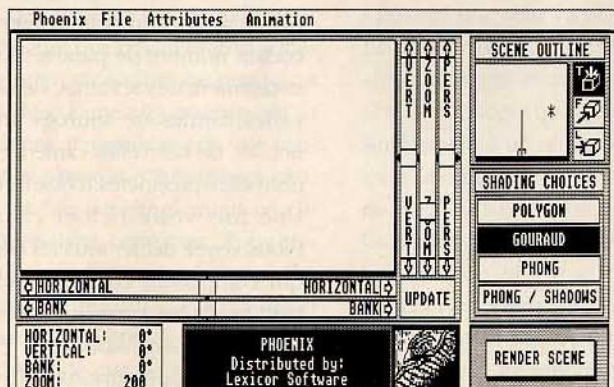 Phoenix File Attributes Animation
VERT
ZOOM
PERS
VERT
ZOOM
PERS
HORIZONTAL HORIZONTAL
BANK BANK
UPDATE
HORIZONTAL: 0°
VERTICAL: 0°
BANK: 0°
ZOOM: 200
PHOENIX
Distributed by:
Lexicor Software
SCENE OUTLINE
T
F
L
SHADING CHOICES
POLYGON
GOURAUD
PHONG
PHONG / SHADOWS
RENDER SCENE